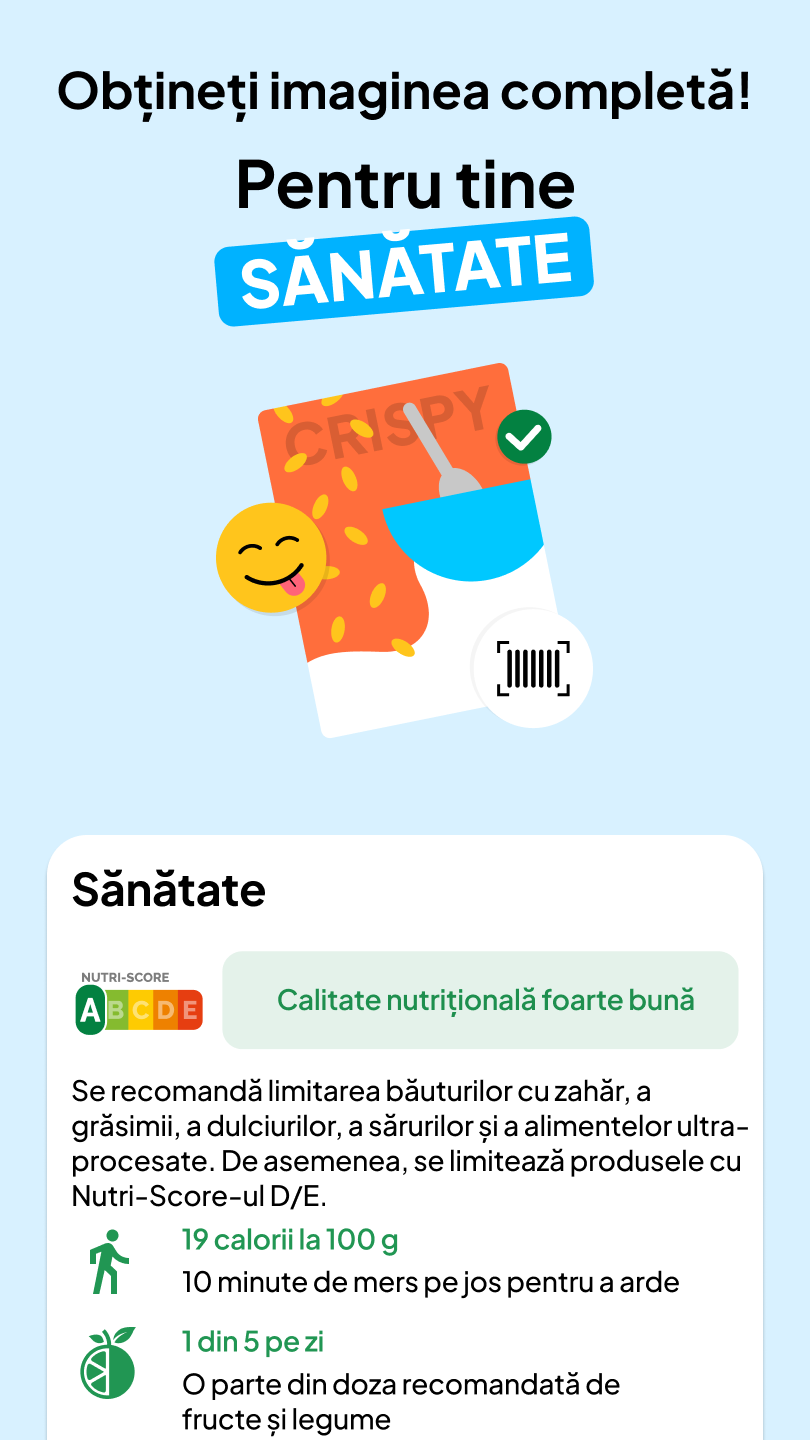 Obțineți imaginea completă!
Pentru tine
SĂNĂTATE
CRISPY
Sănătate
NUTRI-SCORE
A B C D E
Calitate nutrițională foarte bună
Se recomandă limitarea băuturilor cu zahăr, a
grăsimii, a dulciurilor, a sărurilor și a alimentelor ultra-
procesate. De asemenea, se limitează produsele cu
Nutri-Score-ul D/E.
19 calorii la 100 g
10 minute de mers pe jos pentru a arde
1 din 5 pe zi
O parte din doza recomandată de
fructe și legume